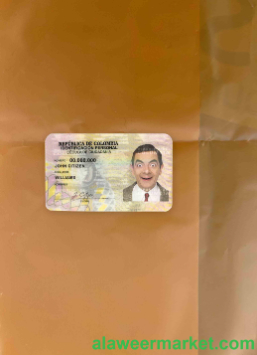 REPUBLICA DE COLOMBIA
IDENTIFICACION PERSONAL
CEDULA DE CIUDADANIA
NUMERO 00.000.000
JOHN CITIZEN
APELLIDOS
WILLIAMS
NOMBRES
alaweermarket.com